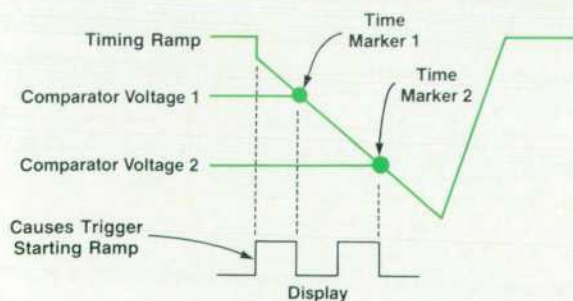 Timing Ramp
Time
Marker 1
Time
Marker 2
Comparator Voltage 1
Comparator Voltage 2
Causes Trigger
Starting Ramp
Display